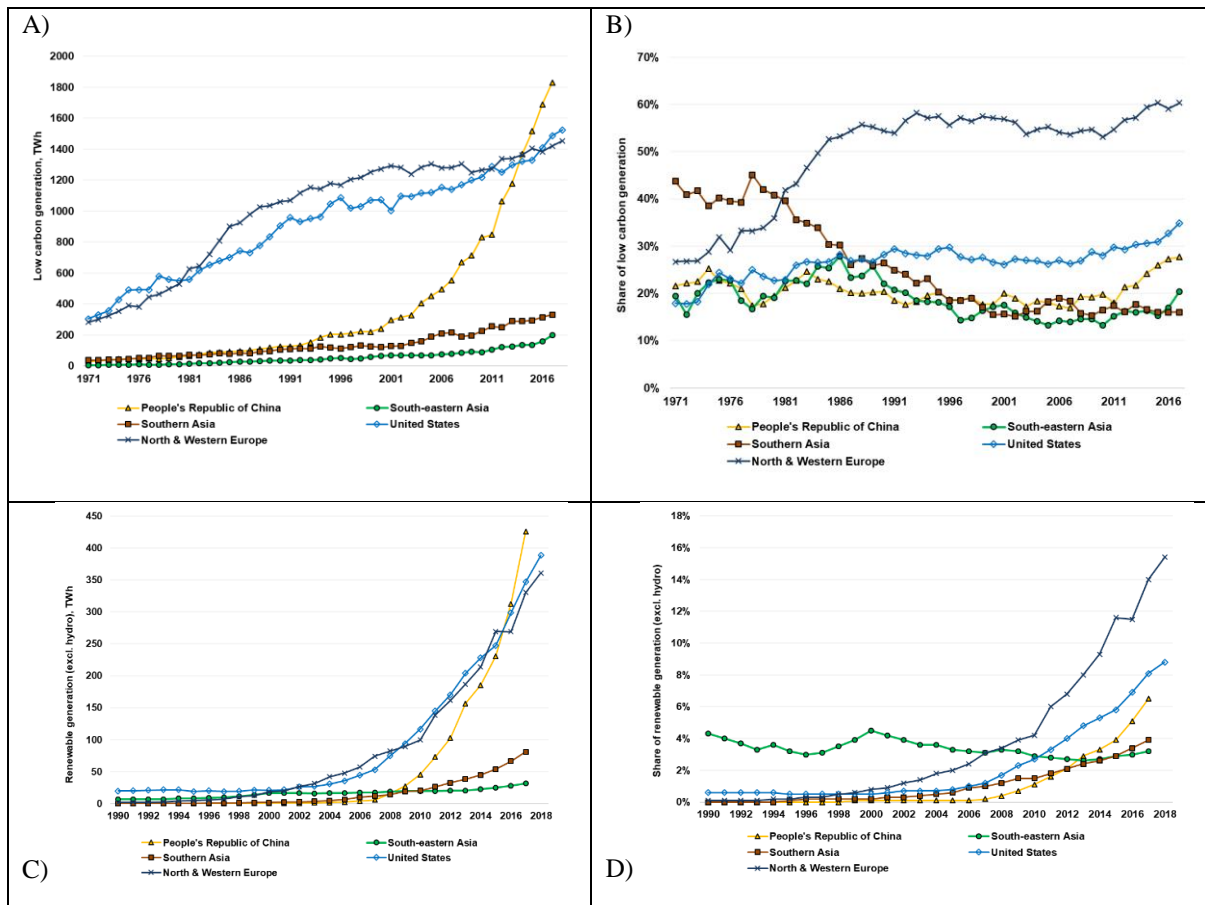 A)
Low carbon generation, TWh
2000
1800
1600
1400
1200
1000
800
600
400
200
0
1971 1976 1981 1986 1991 1996 2001 2006 2011 2016
People's Republic of China South-eastern Asia
Southern Asia United States
North & Western Europe
B)
Share of low carbon generation
70%
60%
50%
40%
30%
20%
10%
0%
1971 1976 1981 1986 1991 1996 2001 2006 2011 2016
People's Republic of China South-eastern Asia
Southern Asia United States
North & Western Europe
Renewable generation (excl. hydro), TWh
450
400
350
300
250
200
150
100
50
0
1990 1992 1994 1996 1998 2000 2002 2004 2006 2008 2010 2012 2014 2016 2018
People's Republic of China South-eastern Asia
Southern Asia United States
North & Western Europe
C)
Share of renewable generation (excl. hydro)
18%
16%
14%
12%
10%
8%
6%
4%
2%
0%
1990 1992 1994 1996 1998 2000 2002 2004 2006 2008 2010 2012 2014 2016 2018
People's Republic of China South-eastern Asia
Southern Asia United States
North & Western Europe
D)